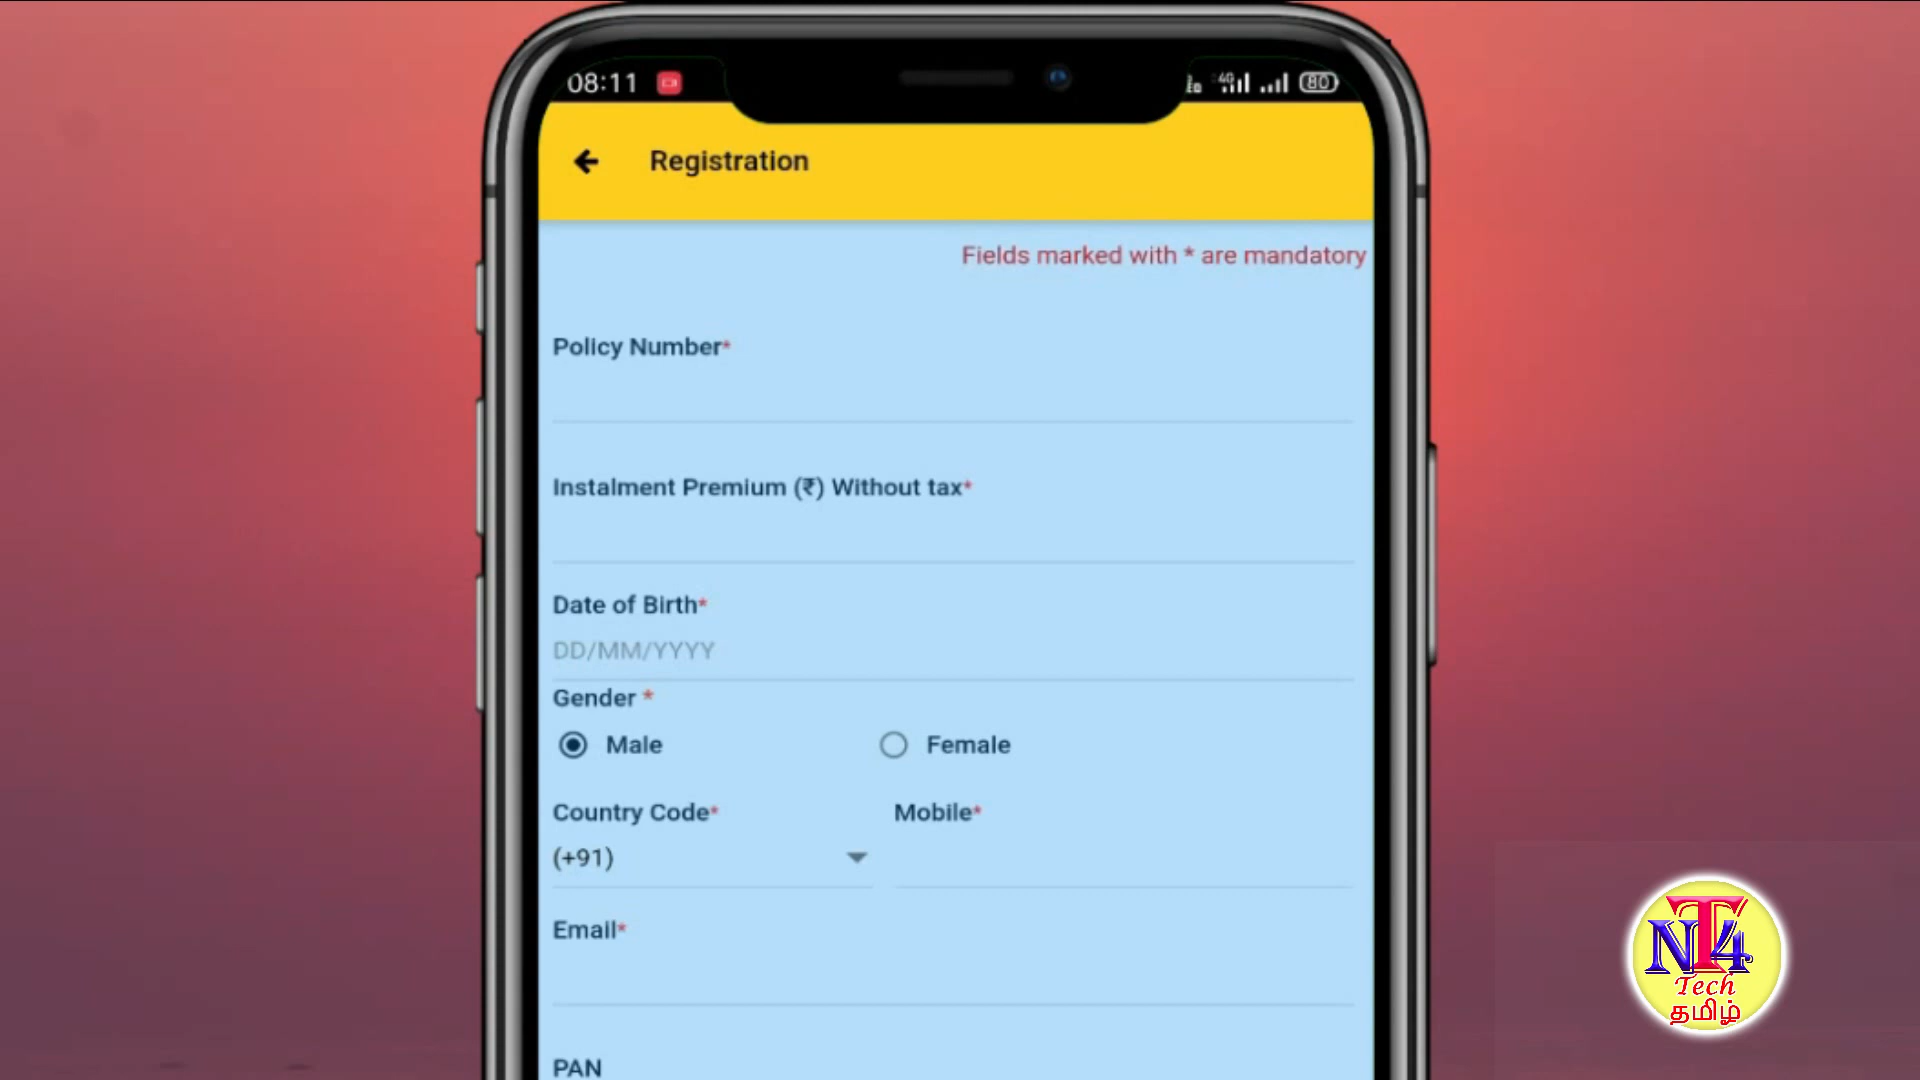 08:11
4G
80
Registration
Fields marked with * are mandatory
Policy Number*
Instalment Premium (₹) Without tax*
Date of Birth*
DD/MM/YYYY
Gender *
Male
Female
Country Code*
Mobile*
(+91)
Email*
PAN
NT4
Tech
தமிழ்